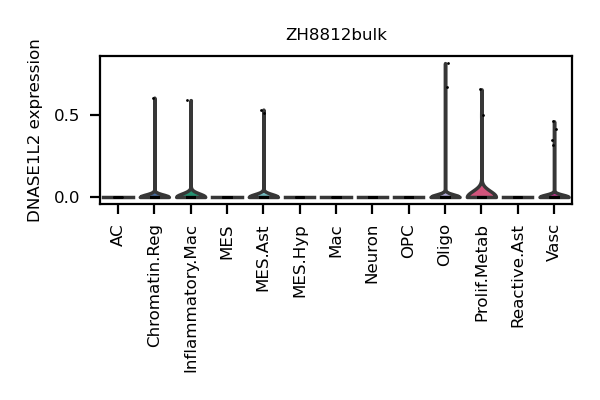 ZH8812bulk
DNASE1L2 expression
0.5
0.0
AC
Chromatin.Reg
Inflammatory.Mac
MES
MES.Ast
MES.Hyp
Mac
Neuron
OPC
Oligo
Prolif.Metab
Reactive.Ast
Vasc